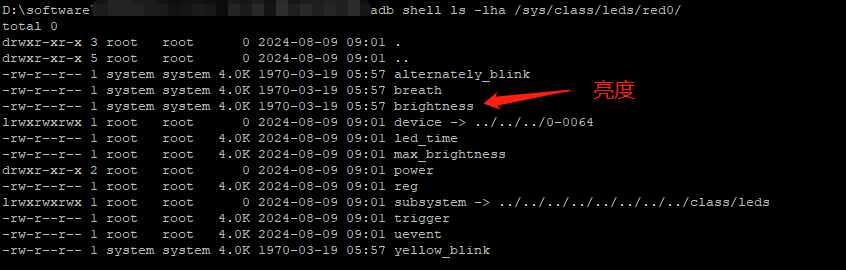 D:\software\adb shell ls -lha /sys/class/leds/red0/
total 0
drwxr-xr-x 3 root   root      0 2024-08-09 09:01 .
drwxr-xr-x 5 root   root      0 2024-08-09 09:01 ..
-rw-r--r-- 1 system system 4.0K 1970-03-19 05:57 alternately_blink
-rw-r--r-- 1 system system 4.0K 1970-03-19 05:57 breath
-rw-r--r-- 1 system system 4.0K 1970-03-19 05:57 brightness 亮度
lrwxrwxrwx 1 root   root      0 2024-08-09 09:01 device -> ../../../0-0064
-rw-r--r-- 1 root   root   4.0K 2024-08-09 09:01 led_time
-rw-r--r-- 1 root   root   4.0K 2024-08-09 09:01 max_brightness
drwxr-xr-x 2 root   root      0 2024-08-09 09:01 power
-rw-r--r-- 1 root   root   4.0K 2024-08-09 09:01 reg
lrwxrwxrwx 1 root   root      0 2024-08-09 09:01 subsystem -> ../../../../../../../../class/leds
-rw-r--r-- 1 root   root   4.0K 2024-08-09 09:01 trigger
-rw-r--r-- 1 root   root   4.0K 2024-08-09 09:01 uevent
-rw-r--r-- 1 system system 4.0K 1970-03-19 05:57 yellow_blink